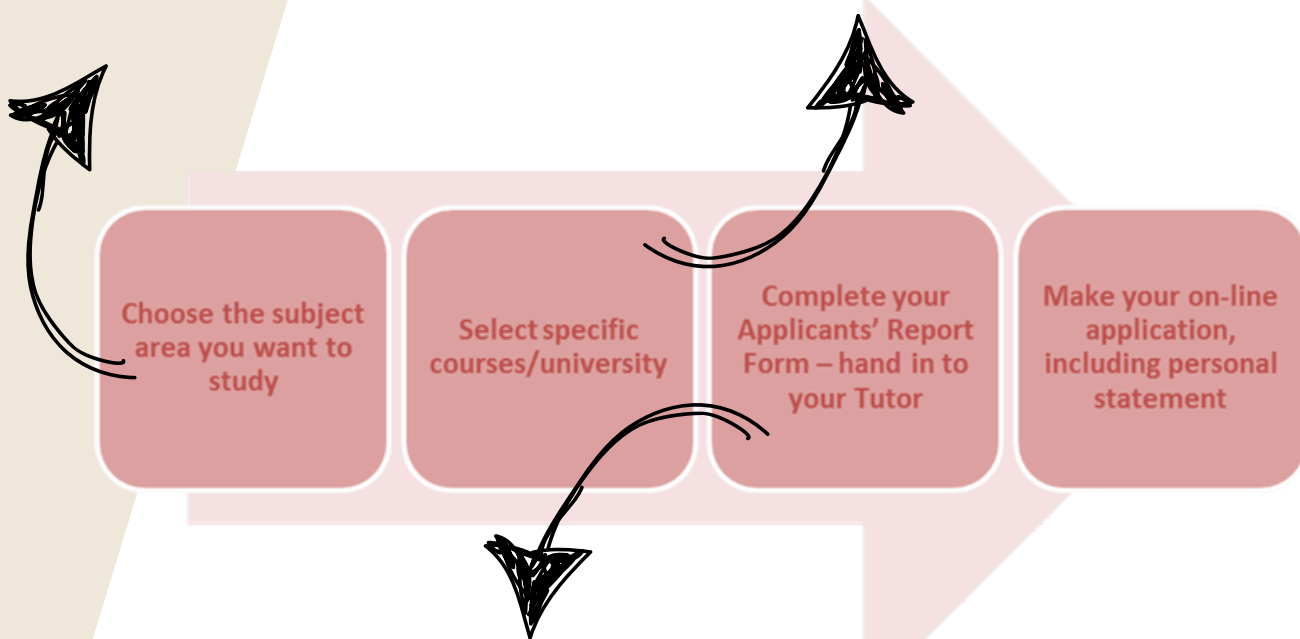 Choose the subject
area you want to
study
Select specific
courses/university
Complete your
Applicants’ Report
Form – hand in to
your Tutor
Make your on-line
application,
including personal
statement